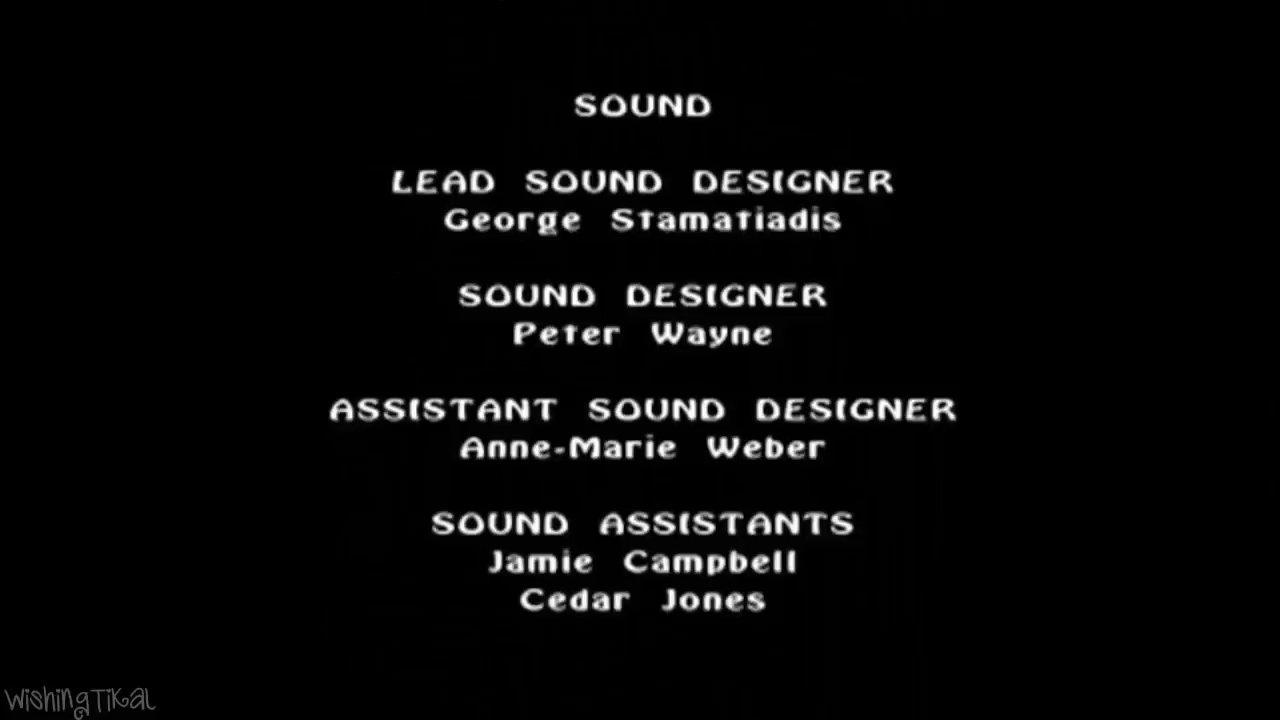 SOUND
LEAD SOUND DESIGNER
George Stamatiadis
SOUND DESIGNER
Peter Wayne
ASSISTANT SOUND DESIGNER
Anne-Marie Weber
SOUND ASSISTANTS
Jamie Campbell
Cedar Jones
WishingTikal